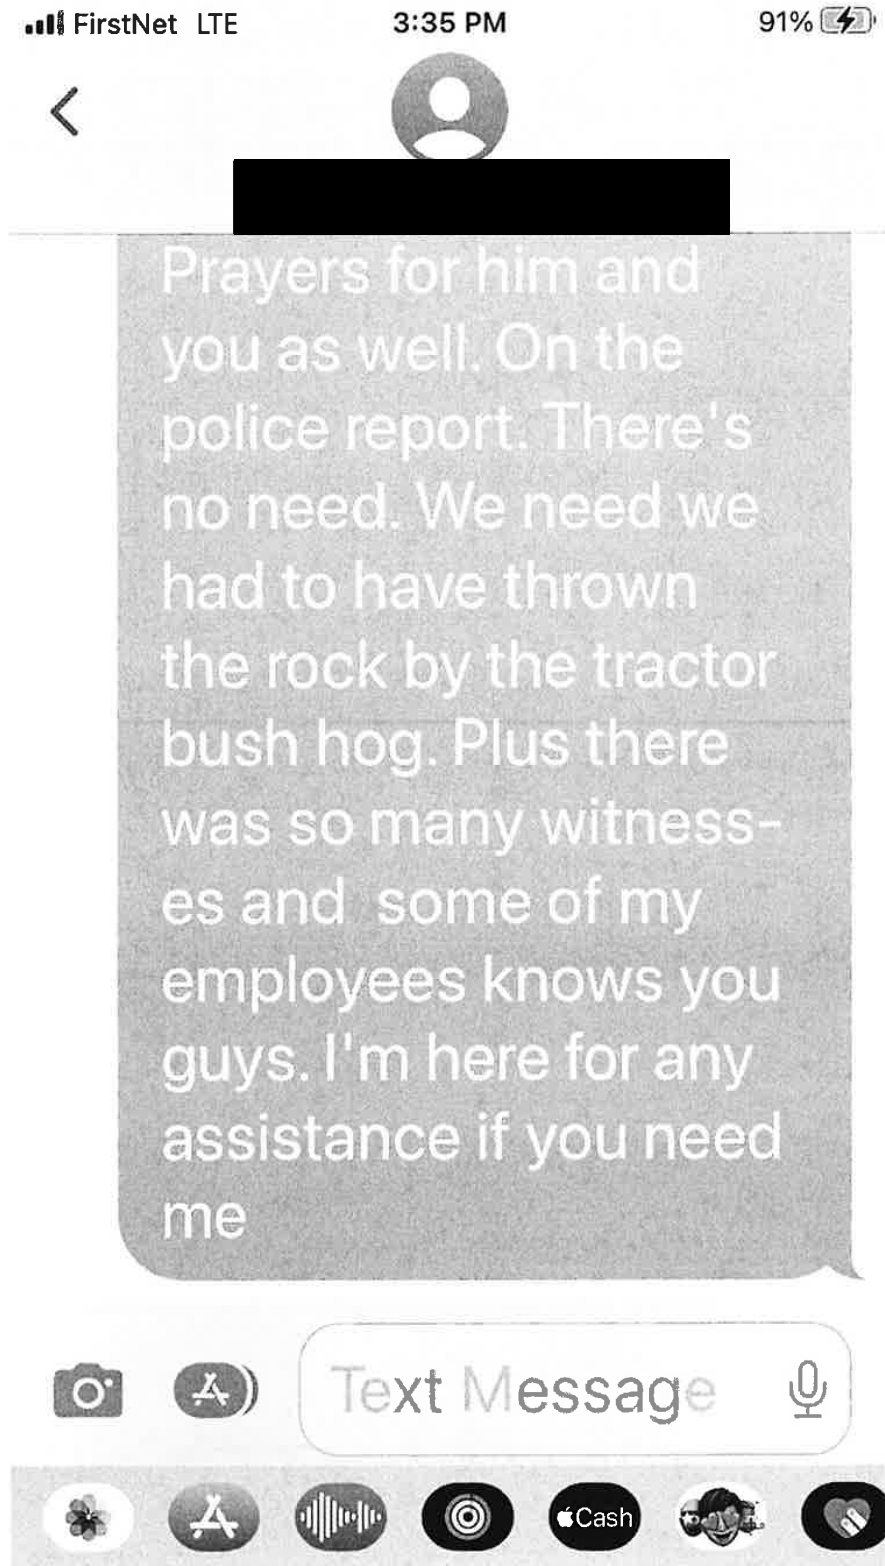 FirstNet LTE 3:35 PM 91%
Prayers for him and
you as well. On the
police report. There's
no need. We need we
had to have thrown
the rock by the tractor
bush hog. Plus there
was so many witness-
es and  some of my
employees knows you
guys. I'm here for any
assistance if you need
me
Text Message
Cash